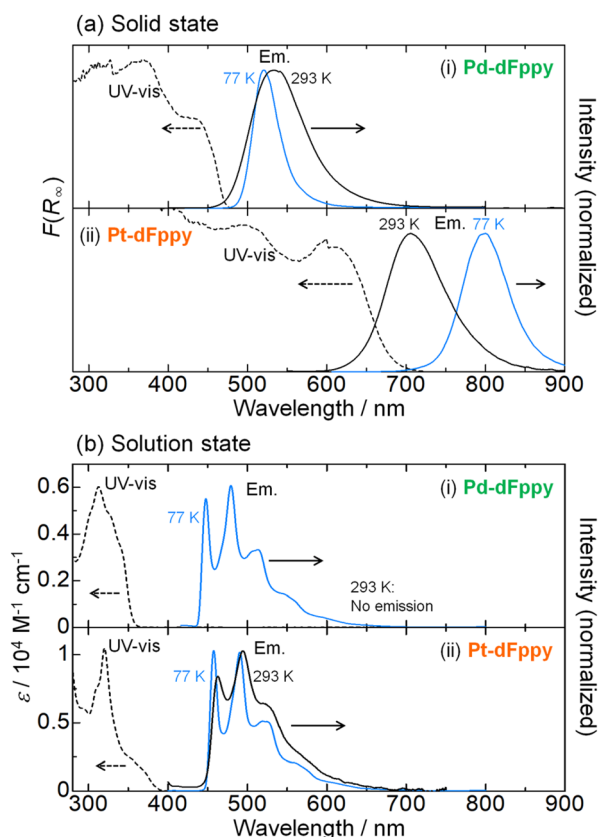 (a) Solid state
Em.
(i) Pd-dFppy
77 K
293 K
UV-vis
F(R∞)
Intensity (normalized)
(ii) Pt-dFppy
293 K
Em.
77 K
UV-vis
300 400 500 600 700 800 900
Wavelength / nm
(b) Solution state
0.6
UV-vis
Em.
(i) Pd-dFppy
77 K
0.4
0.2
293 K:
No emission
0
ε / 10⁴ M⁻¹ cm⁻¹
Intensity (normalized)
1
UV-vis
Em.
(ii) Pt-dFppy
77 K
293 K
0.5
0
300 400 500 600 700 800 900
Wavelength / nm